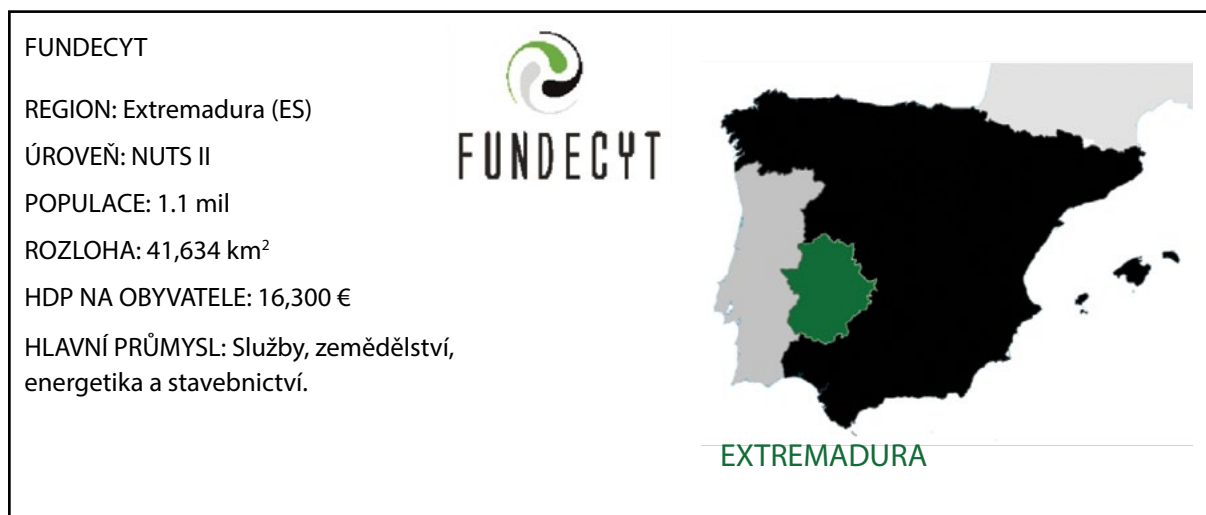 FUNDECYT
REGION: Extremadura (ES)
ÚROVEŇ: NUTS II
POPULACE: 1.1 mil
ROZLOHA: 41,634 km²
HDP NA OBYVATELE: 16,300 €
HLAVNÍ PRŮMYSL: Služby, zemědělství,
energetika a stavebnictví.
FUNDECYT
EXTREMADURA